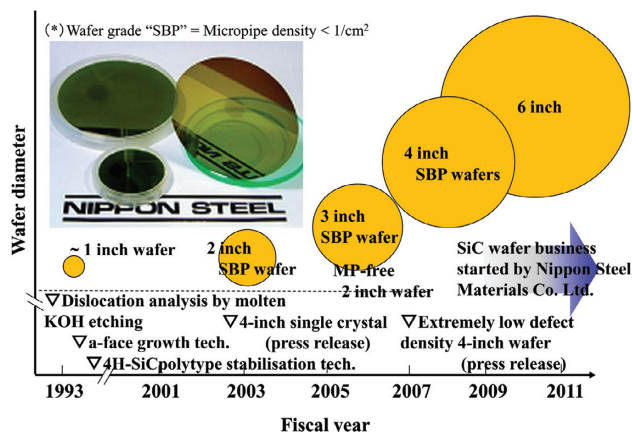 (*) Wafer grade “SBP” = Micropipe density < 1/cm²
NIPPON STEEL
Wafer diameter
6 inch
4 inch
SBP wafers
3 inch
SBP wafer
2 inch
SBP wafer
~ 1 inch wafer
MP-free
2 inch wafer
SiC wafer business
started by Nippon Steel
Materials Co. Ltd.
▽Dislocation analysis by molten
KOH etching
▽a-face growth tech.
▽4H-SiCpolytype stabilisation tech.
▽4-inch single crystal
(press release)
▽Extremely low defect
density 4-inch wafer
(press release)
1993 2001 2003 2005 2007 2009 2011
Fiscal year